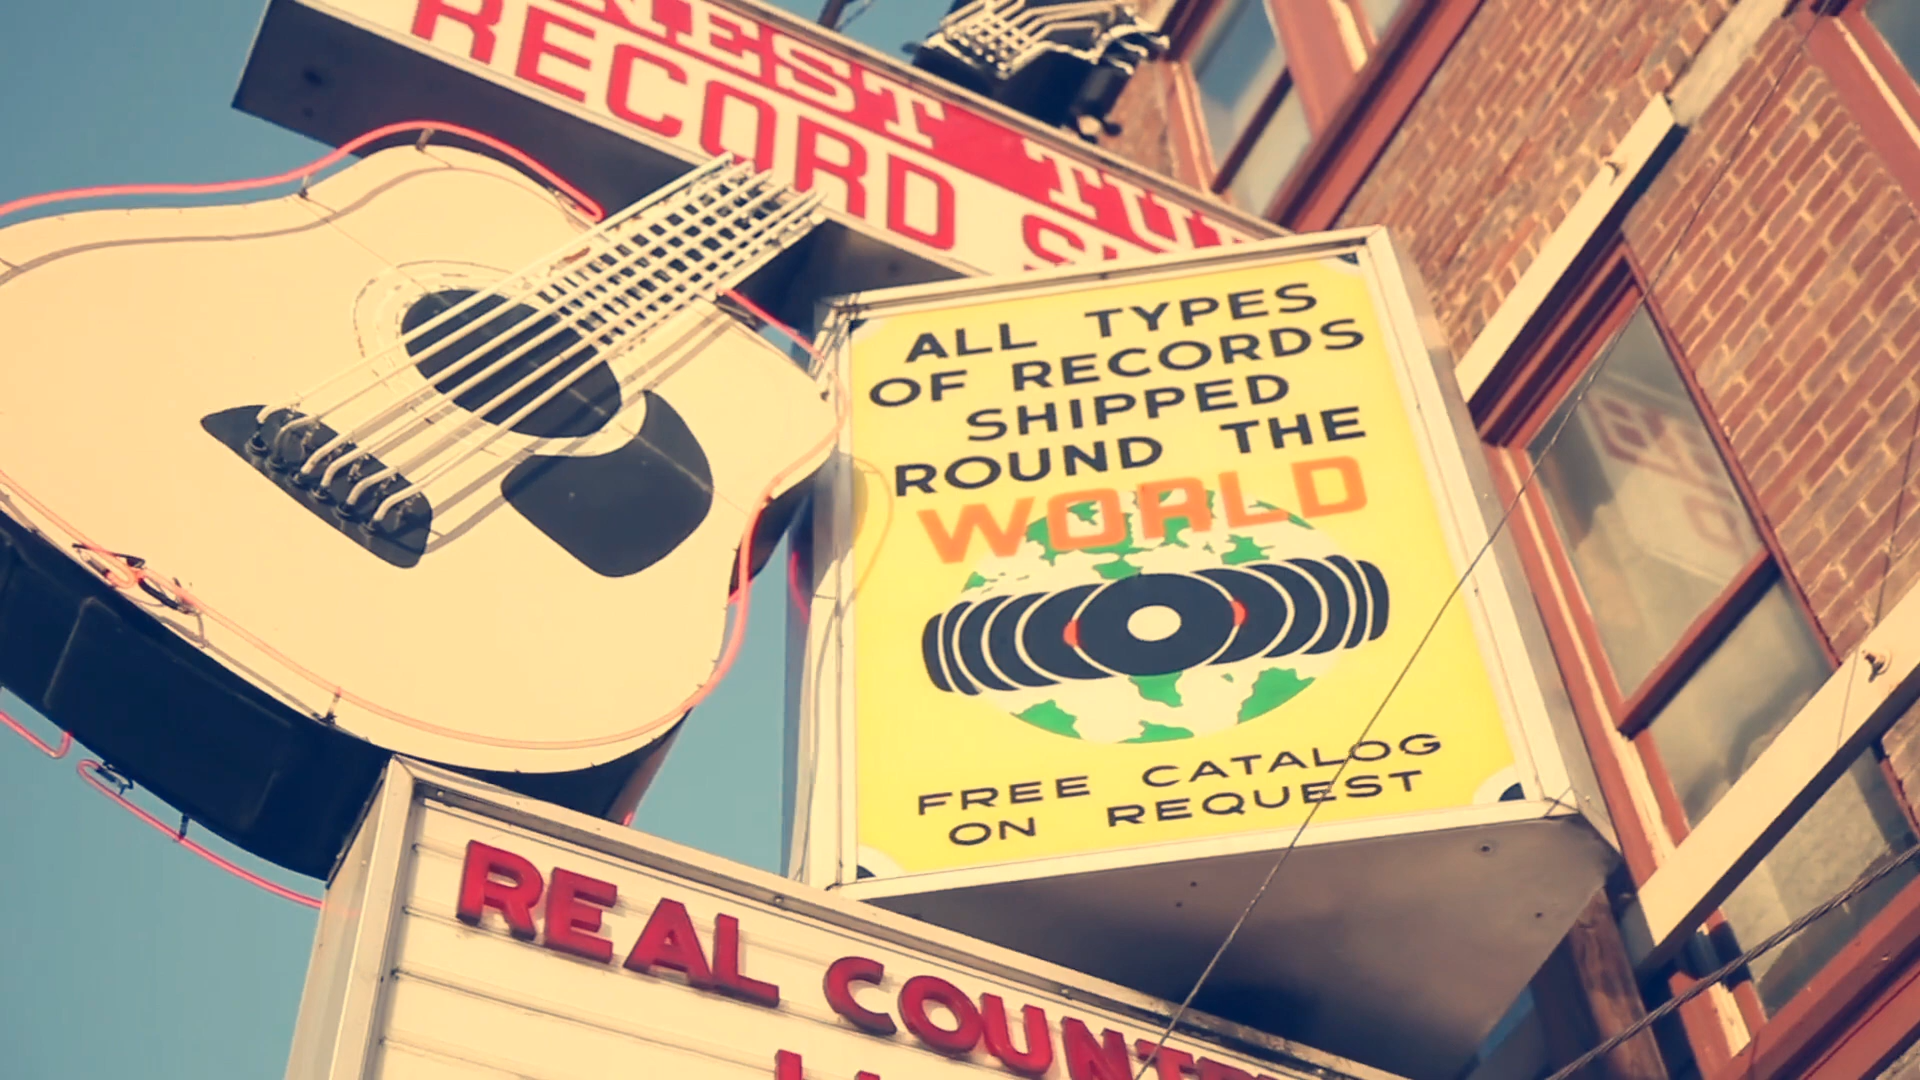 RECORD
ALL TYPES
OF RECORDS
SHIPPED
ROUND THE
WORLD
FREE CATALOG
ON REQUEST
REAL